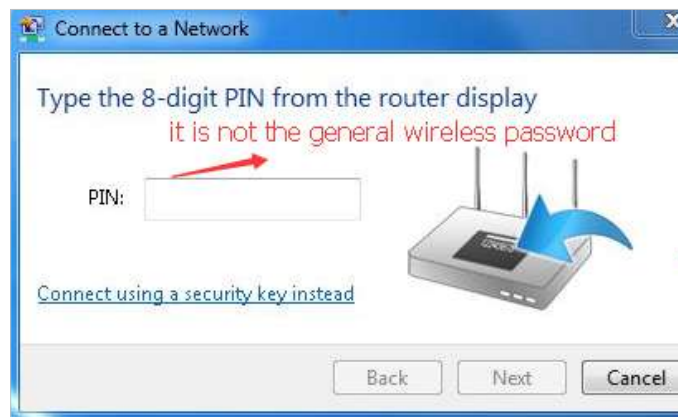 Connect to a Network
Type the 8-digit PIN from the router display
it is not the general wireless password
PIN:
Connect using a security key instead
Back Next Cancel